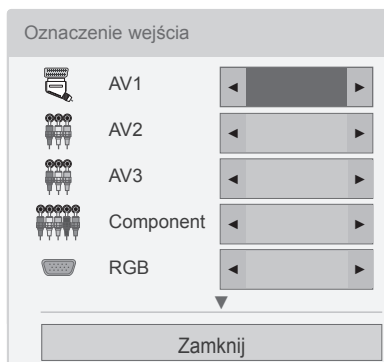 Oznaczenie wejścia
AV1
AV2
AV3
Component
RGB
Zamknij